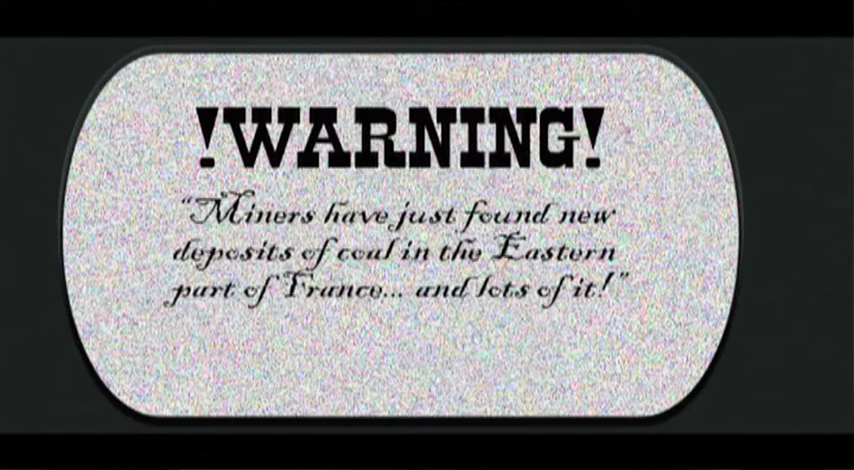 !WARNING!
“Miners have just found new
deposits of coal in the Eastern
part of France... and lots of it!”